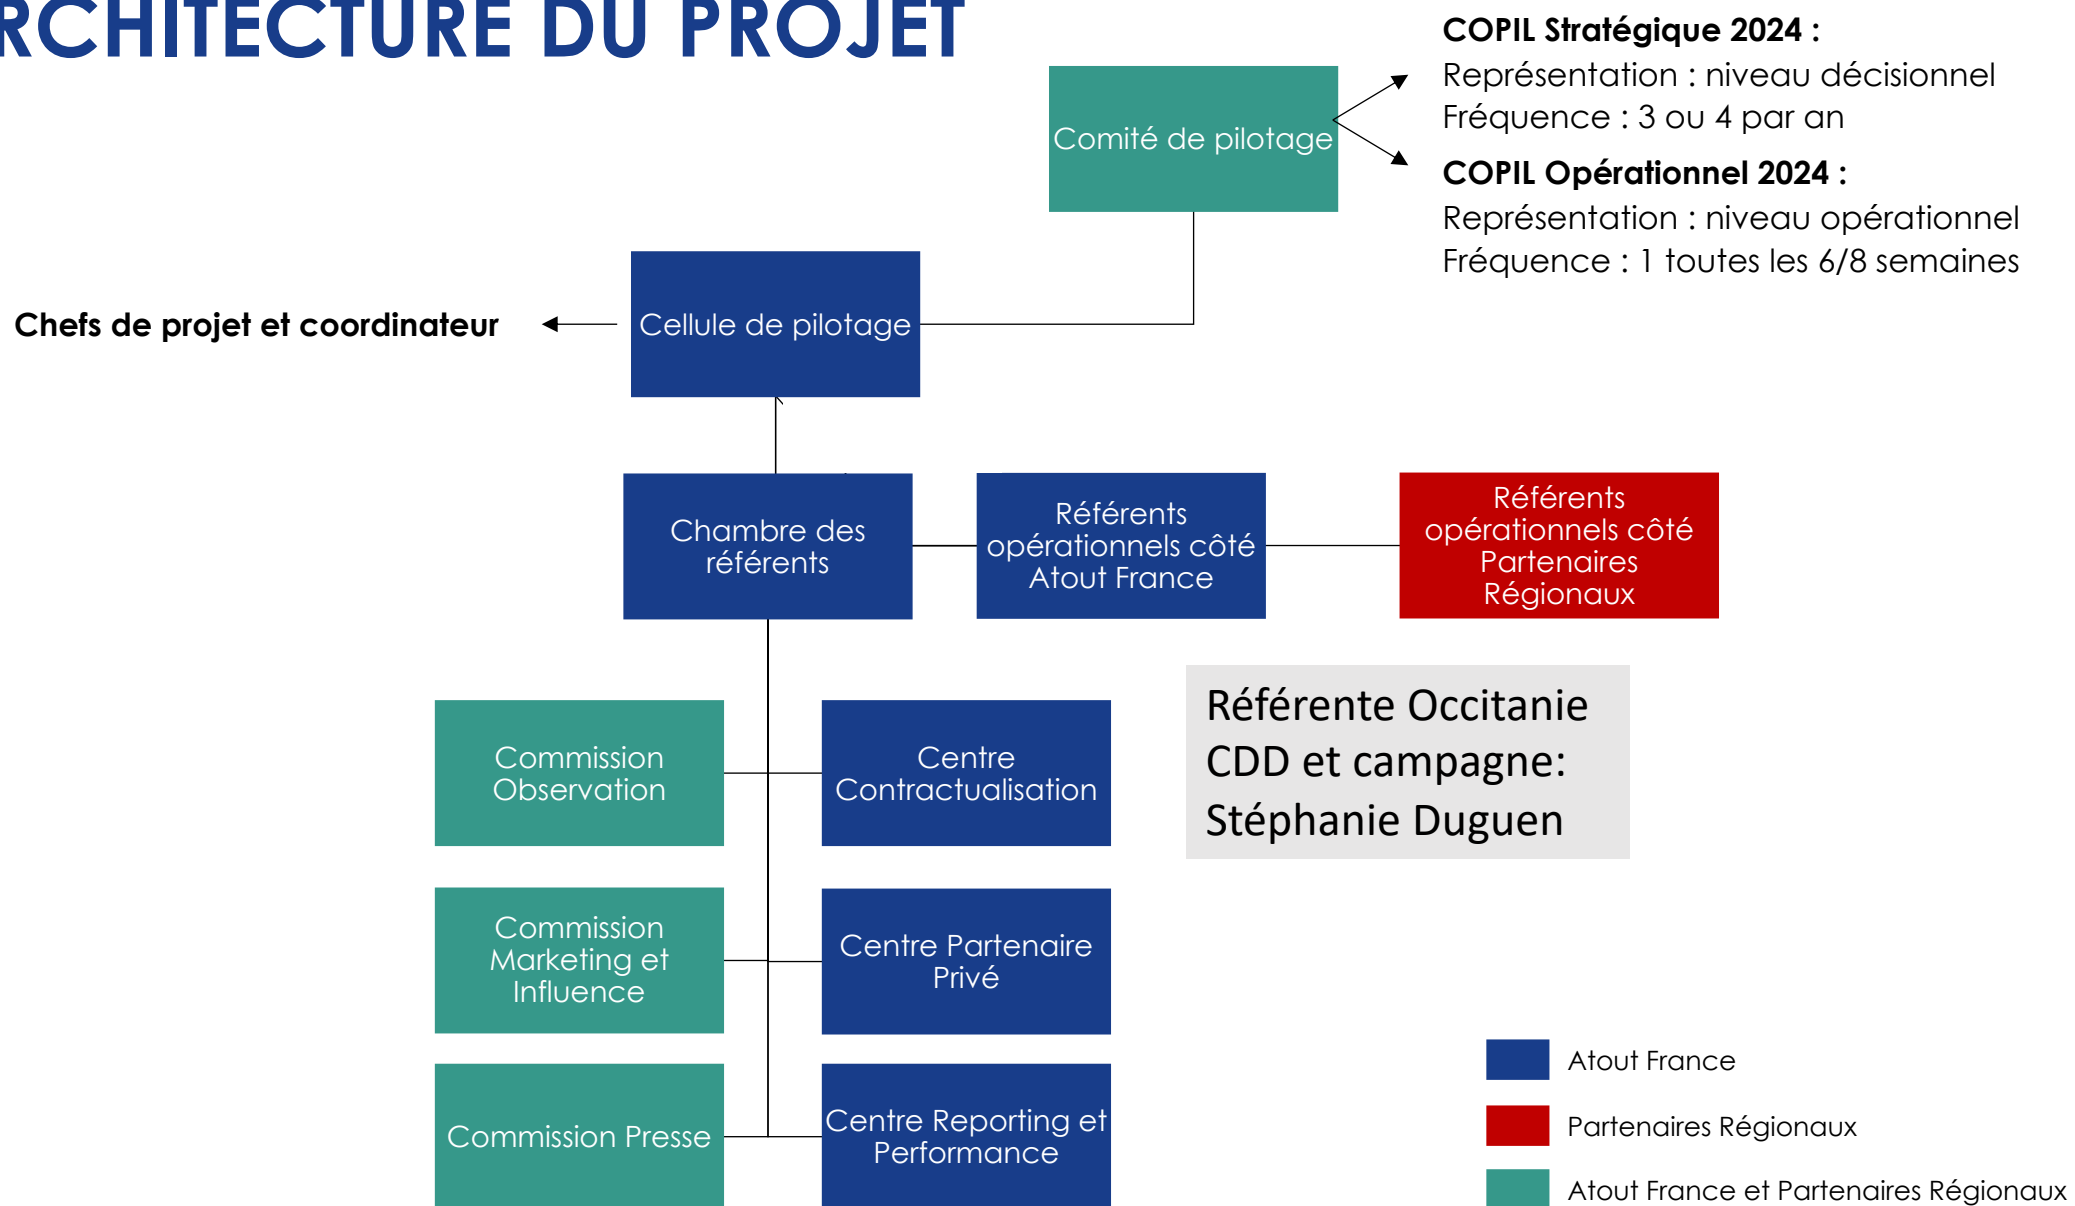 RCHITECTURE DU PROJET
COPIL Stratégique 2024 :
Représentation : niveau décisionnel
Fréquence : 3 ou 4 par an
Comité de pilotage
COPIL Opérationnel 2024 :
Représentation : niveau opérationnel
Fréquence : 1 toutes les 6/8 semaines
Chefs de projet et coordinateur
Cellule de pilotage
Chambre des
référents
Référents
opérationnels côté
Atout France
Référents
opérationnels côté
Partenaires
Régionaux
Référente Occitanie
CDD et campagne:
Stéphanie Duguen
Commission
Observation
Centre
Contractualisation
Commission
Marketing et
Influence
Centre Partenaire
Privé
Commission Presse
Centre Reporting et
Performance
Atout France
Partenaires Régionaux
Atout France et Partenaires Régionaux